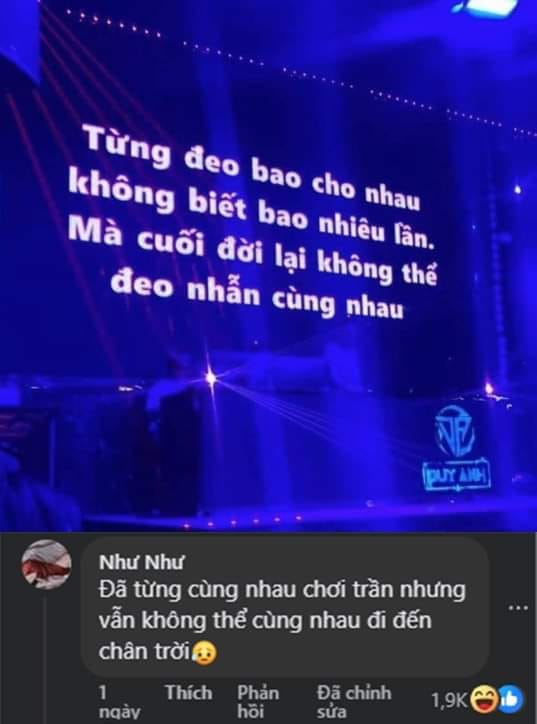 Từng đeo bao cho nhau
không biết bao nhiêu lần.
Mà cuối đời lại không thể
đeo nhẫn cùng nhau
DUY ANH
Như Như
Đã từng cùng nhau chơi trần nhưng
vẫn không thể cùng nhau đi đến
chân trời😥
1 ngày Thích Phản hồi Đã chỉnh sửa 1,9K